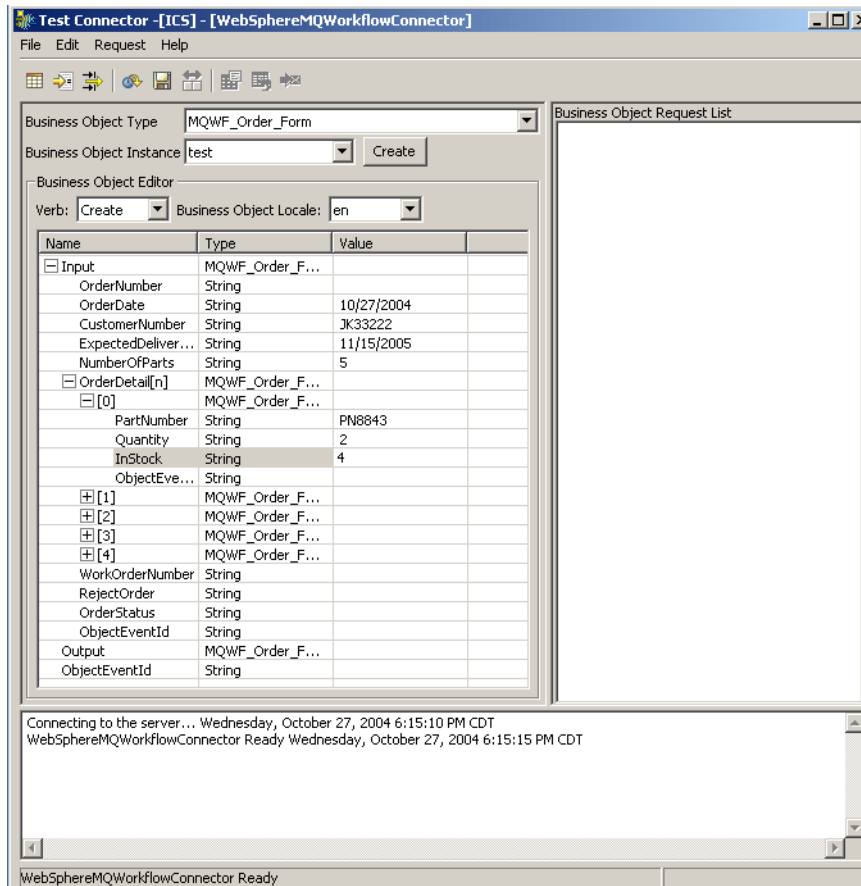 Test Connector -[ICS] - [WebSphereMQWorkflowConnector]
File Edit Request Help
Business Object Type MQWF_Order_Form
Business Object Instance test Create
Business Object Editor
Verb: Create Business Object Locale: en
Name Type Value
Input MQWF_Order_F...
OrderNumber String
OrderDate String 10/27/2004
CustomerNumber String JK33222
ExpectedDeliver... String 11/15/2005
NumberOfParts String 5
OrderDetail[n] MQWF_Order_F...
[0] MQWF_Order_F...
PartNumber String PN8843
Quantity String 2
InStock String 4
ObjectEve... String
[1] MQWF_Order_F...
[2] MQWF_Order_F...
[3] MQWF_Order_F...
[4] MQWF_Order_F...
WorkOrderNumber String
RejectOrder String
OrderStatus String
ObjectEventId String
Output MQWF_Order_F...
ObjectEventId String
Business Object Request List
Connecting to the server... Wednesday, October 27, 2004 6:15:10 PM CDT
WebSphereMQWorkflowConnector Ready Wednesday, October 27, 2004 6:15:15 PM CDT
WebSphereMQWorkflowConnector Ready